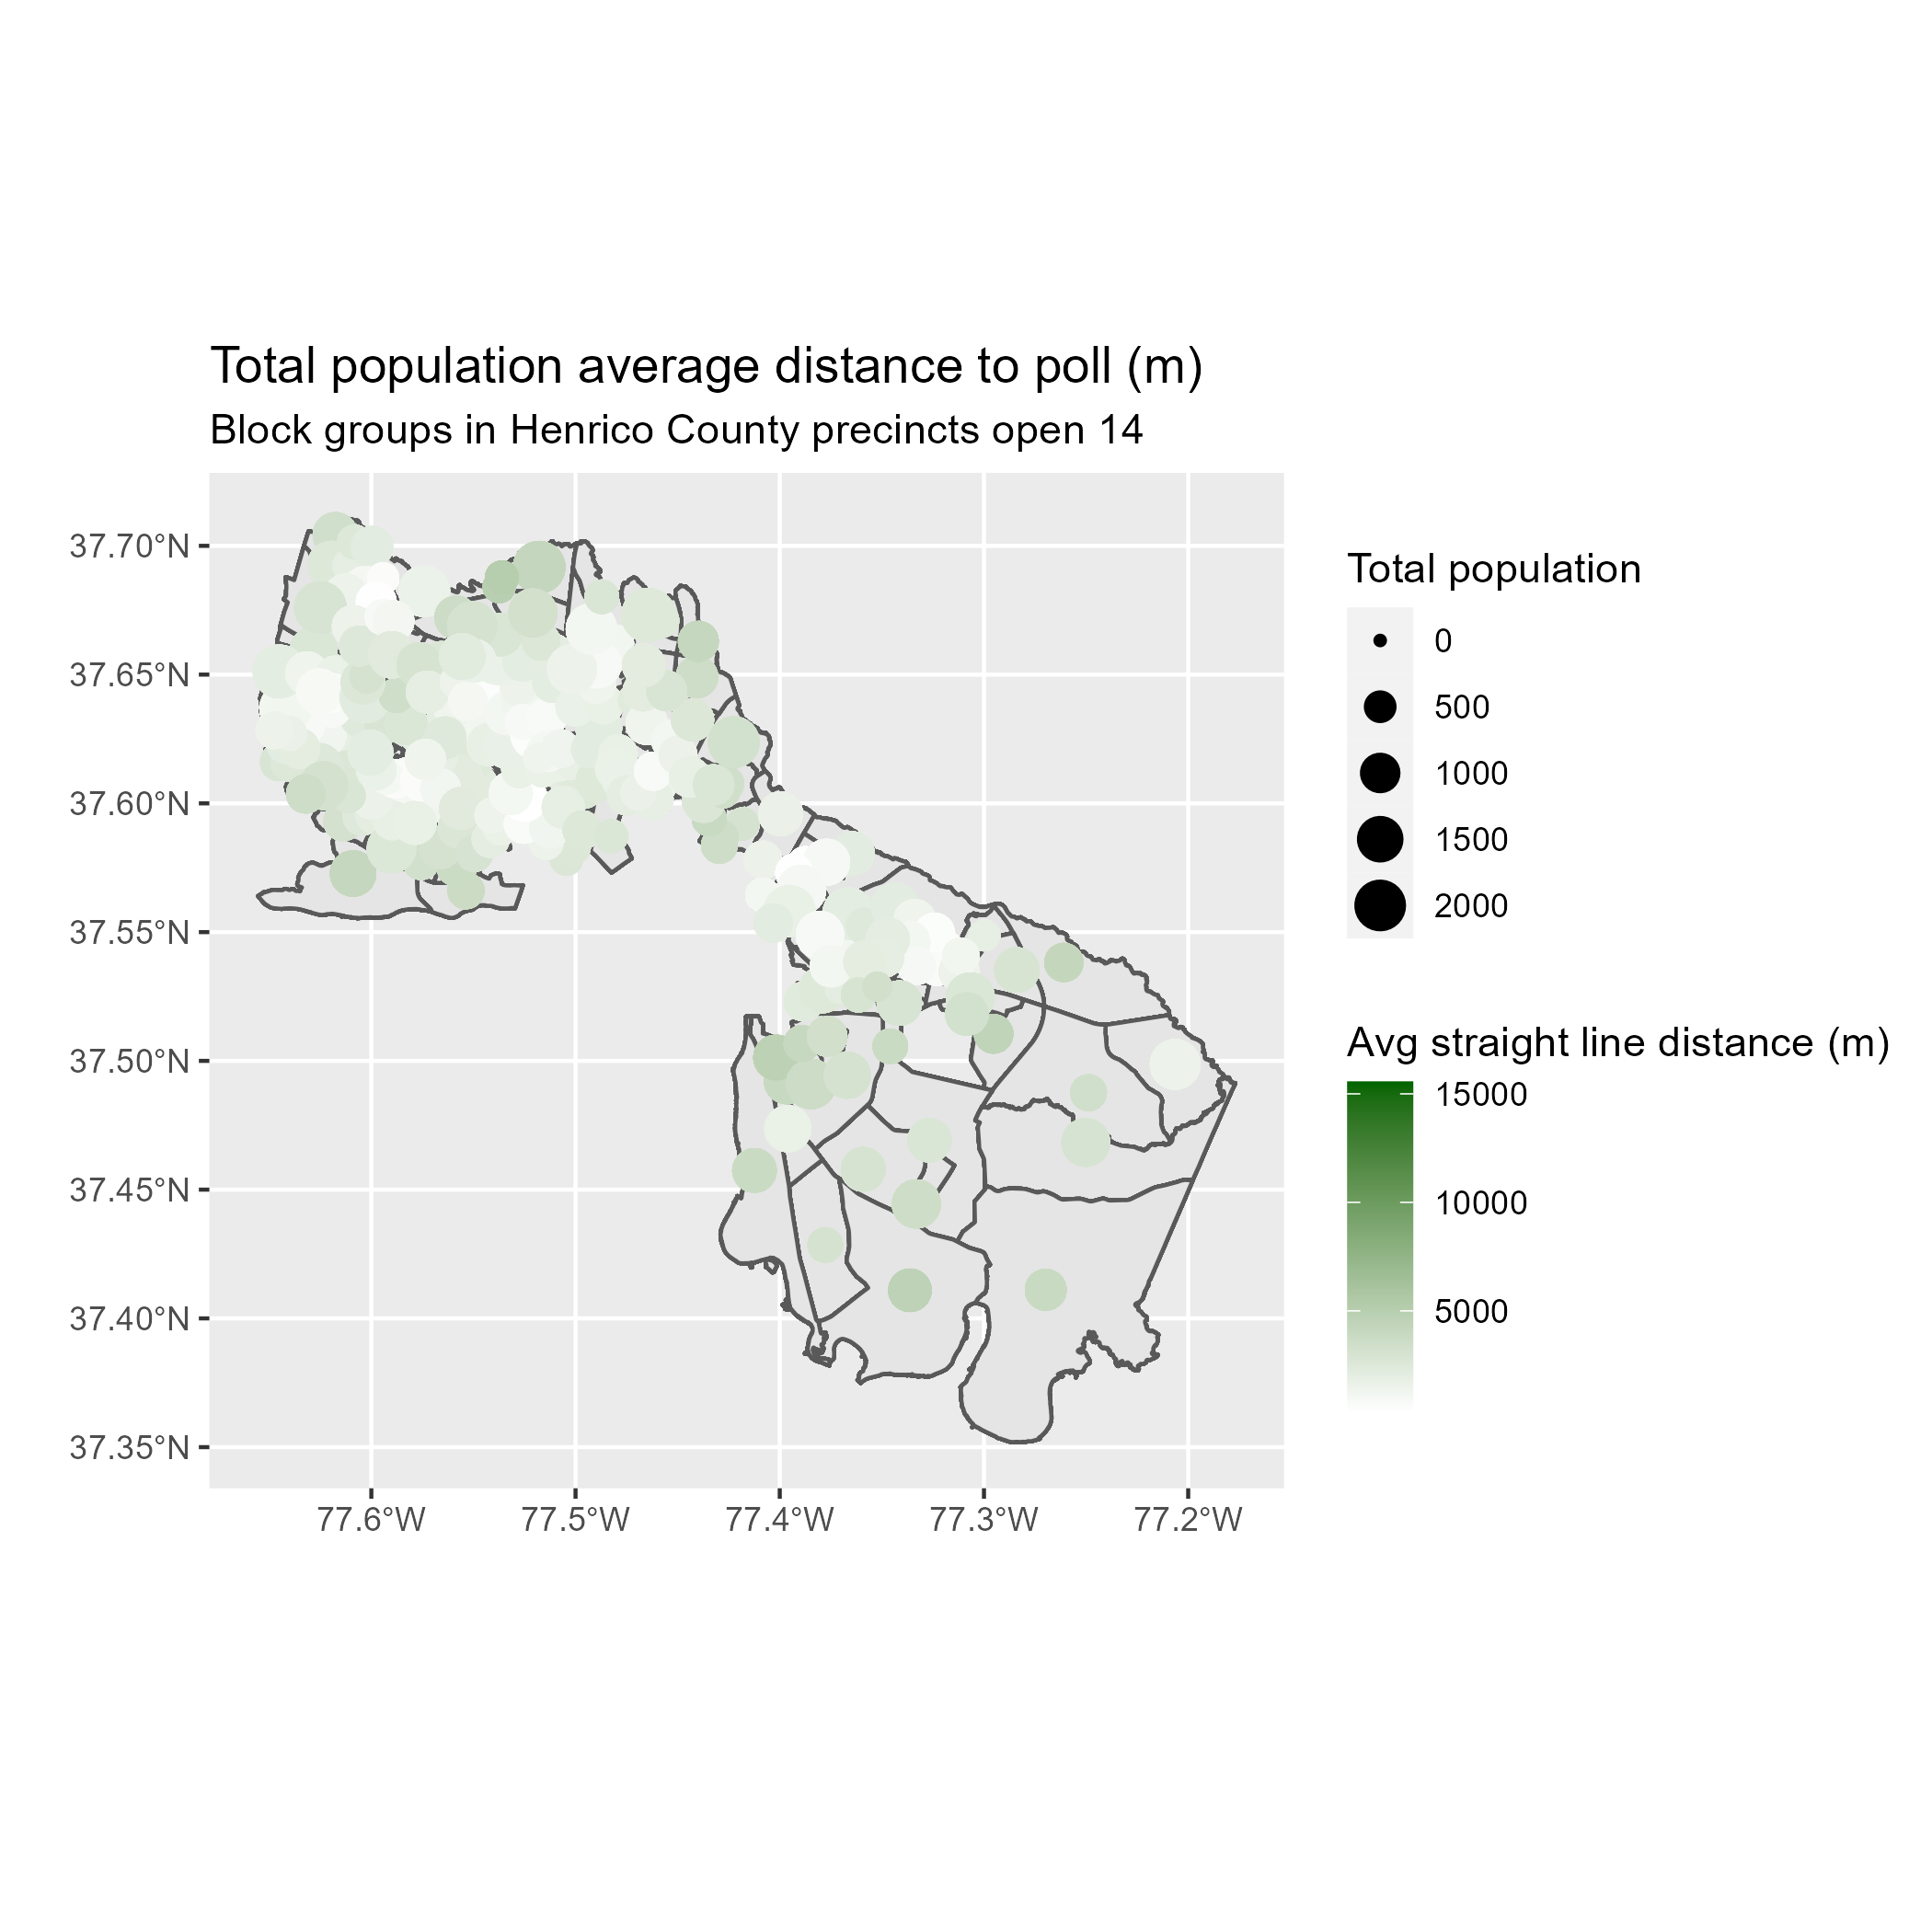 Total population average distance to poll (m)
Block groups in Henrico County precincts open 14
37.70°N
37.65°N
37.60°N
37.55°N
37.50°N
37.45°N
37.40°N
37.35°N
77.6°W
77.5°W
77.4°W
77.3°W
77.2°W
Total population
0
500
1000
1500
2000
Avg straight line distance (m)
15000
10000
5000